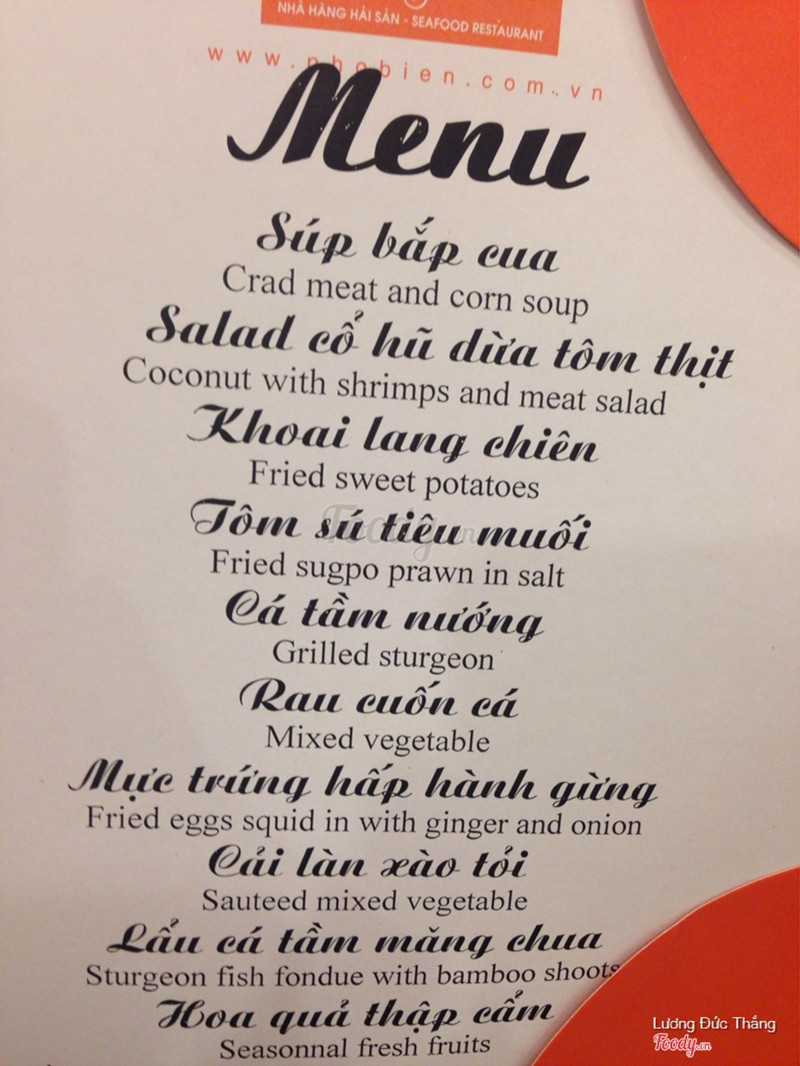 NHÀ HÀNG HẢI SẢN - SEAFOOD RESTAURANT
www.phobien.com.vn
Menu
Súp bắp cua
Crad meat and corn soup
Salad cổ hũ dừa tôm thịt
Coconut with shrimps and meat salad
Khoai lang chiên
Fried sweet potatoes
Tôm sú tiêu muối
Fried sugpo prawn in salt
Cá tầm nướng
Grilled sturgeon
Rau cuốn cá
Mixed vegetable
Mực trứng hấp hành gừng
Fried eggs squid in with ginger and onion
Cải làn xào tỏi
Sauteed mixed vegetable
Lẩu cá tầm măng chua
Sturgeon fish fondue with bamboo shoots
Hoa quả thập cẩm
Seasonnal fresh fruits
Lương Đức Thắng
Foody.vn